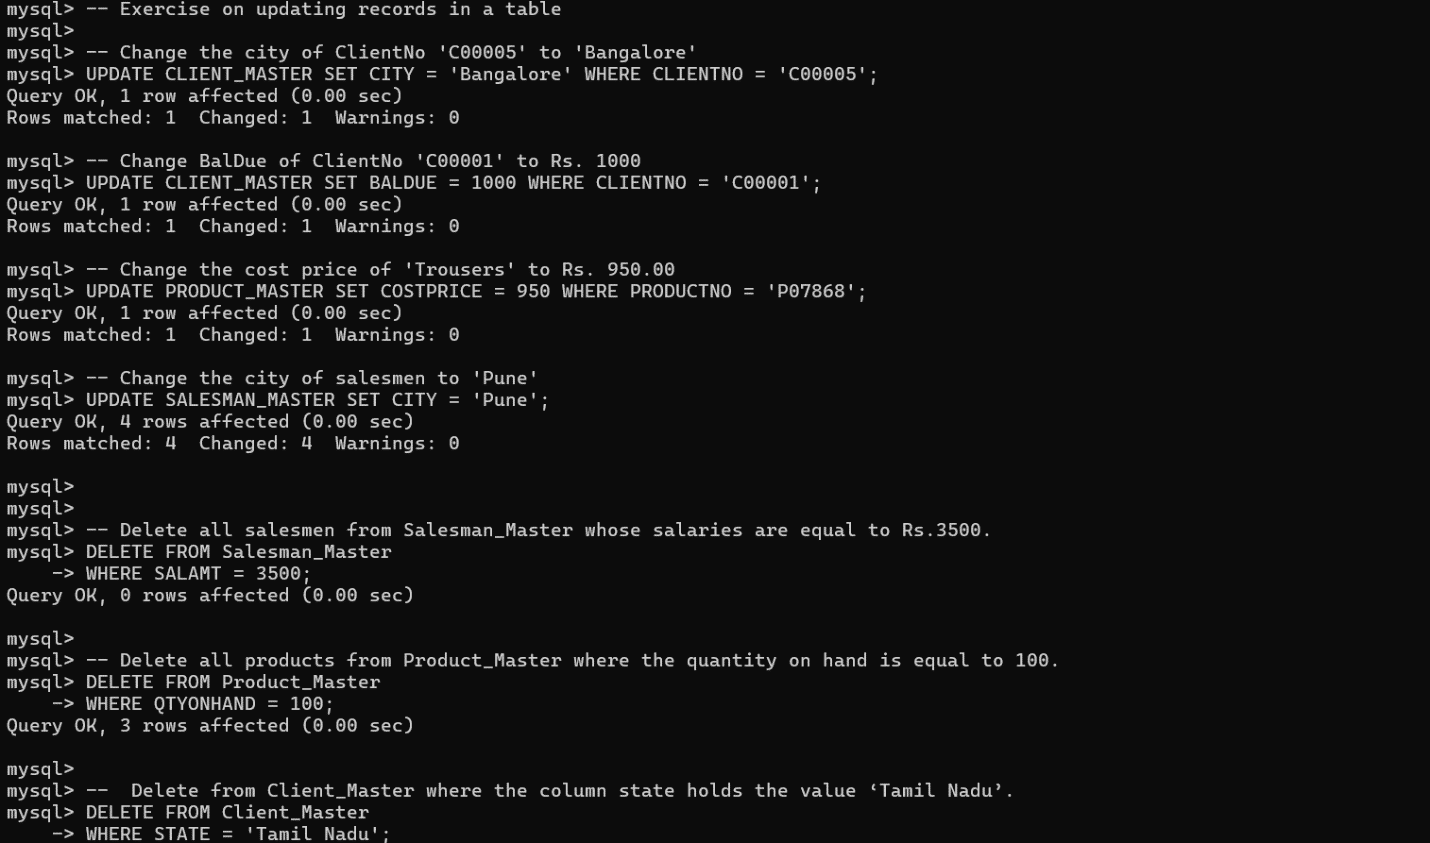 mysql> -- Exercise on updating records in a table
mysql>
mysql> -- Change the city of ClientNo 'C00005' to 'Bangalore'
mysql> UPDATE CLIENT_MASTER SET CITY = 'Bangalore' WHERE CLIENTNO = 'C00005';
Query OK, 1 row affected (0.00 sec)
Rows matched: 1  Changed: 1  Warnings: 0

mysql> -- Change BalDue of ClientNo 'C00001' to Rs. 1000
mysql> UPDATE CLIENT_MASTER SET BALDUE = 1000 WHERE CLIENTNO = 'C00001';
Query OK, 1 row affected (0.00 sec)
Rows matched: 1  Changed: 1  Warnings: 0

mysql> -- Change the cost price of 'Trousers' to Rs. 950.00
mysql> UPDATE PRODUCT_MASTER SET COSTPRICE = 950 WHERE PRODUCTNO = 'P07868';
Query OK, 1 row affected (0.00 sec)
Rows matched: 1  Changed: 1  Warnings: 0

mysql> -- Change the city of salesmen to 'Pune'
mysql> UPDATE SALESMAN_MASTER SET CITY = 'Pune';
Query OK, 4 rows affected (0.00 sec)
Rows matched: 4  Changed: 4  Warnings: 0

mysql>
mysql>
mysql> -- Delete all salesmen from Salesman_Master whose salaries are equal to Rs.3500.
mysql> DELETE FROM Salesman_Master
    -> WHERE SALAMT = 3500;
Query OK, 0 rows affected (0.00 sec)

mysql>
mysql> -- Delete all products from Product_Master where the quantity on hand is equal to 100.
mysql> DELETE FROM Product_Master
    -> WHERE QTYONHAND = 100;
Query OK, 3 rows affected (0.00 sec)

mysql>
mysql> --  Delete from Client_Master where the column state holds the value ‘Tamil Nadu’.
mysql> DELETE FROM Client_Master
    -> WHERE STATE = 'Tamil Nadu';